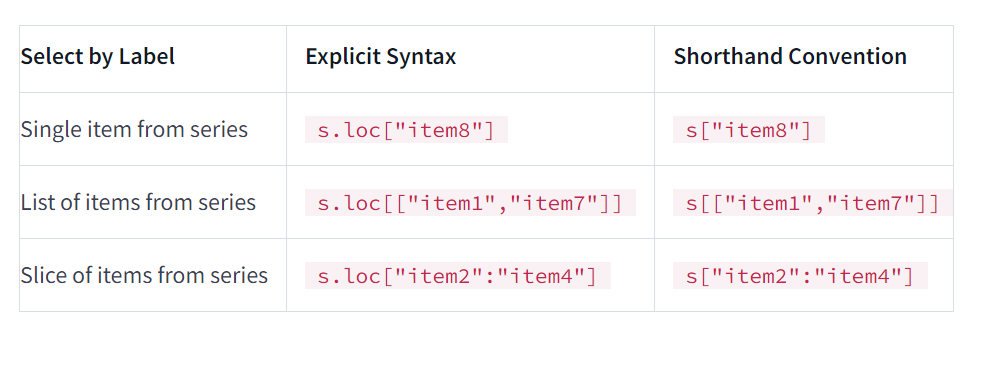 Select by Label Explicit Syntax Shorthand Convention
Single item from series s.loc["item8"] s["item8"]
List of items from series s.loc[["item1","item7"]] s[["item1","item7"]]
Slice of items from series s.loc["item2":"item4"] s["item2":"item4"]